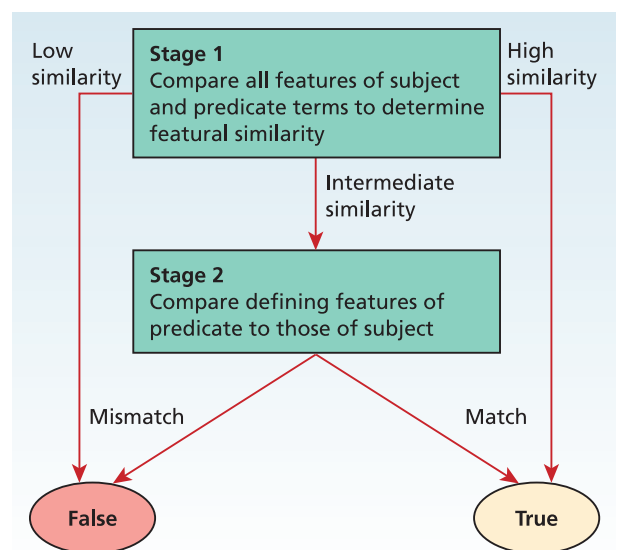 Low
similarity
Stage 1
Compare all features of subject
and predicate terms to determine
featural similarity
High
similarity
Intermediate
similarity
Stage 2
Compare defining features of
predicate to those of subject
Mismatch
Match
False
True